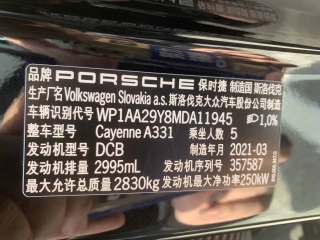 品牌 PORSCHE 保时捷 制造国 斯洛伐克
生产厂名 Volkswagen Slovakia a.s. 斯洛伐克大众汽车股份公司制造
车辆识别代号 WP1AA29Y8MDA11945 1,0%
整车型号 Cayenne A331 乘坐人数 5
发动机型号 DCB 制造年月 2021-03
发动机排量 2995mL 发动机序列号 357587
最大允许总质量 2830kg 发动机最大净功率 250kW